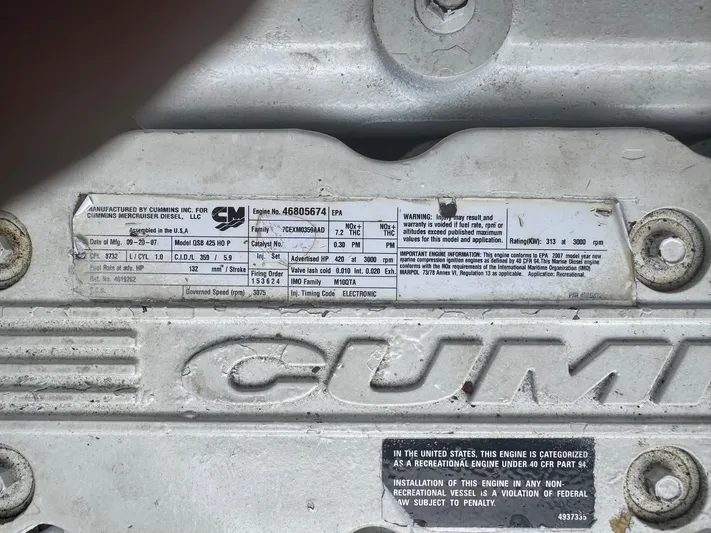 MANUFACTURED BY CUMMINS INC. FOR
CUMMINS MERCRUISER DIESEL, LLC
Assembled in the U.S.A
CM
Date of Mfg. 09-20-07 Model QSB 425 HO P
CPL 8732 L / CYL 1.0 C.I.D./L 359 / 5.9
Fuel Rate at adv. HP 132 mm³ / Stroke
Ref. No. 4019262
Governed Speed (rpm) 3075
Engine No. 46805674 EPA
Family 7CEXM0359AAD 7.2 NOx+ THC NOx+ THC
Catalyst No. 0.30 PM PM
Inj. Set Advertised HP 420 at 3000 rpm
Valve lash cold 0.010 Int. 0.020 Exh.
Firing Order
153624
IMO Family M10DTA
Inj. Timing Code ELECTRONIC
WARNING: Injury may result and
warranty is voided if fuel rate, rpm or
altitudes exceed published maximum
values for this model and application.
Rating(KW): 313 at 3000 rpm
IMPORTANT ENGINE INFORMATION: This engine conforms to EPA 2007 model year new
marine compression ignition engines as defined by 40 CFR 94.This Marine Diesel engine
conforms with the NOx requirements of the International Maritime Organization (IMO)
MARPOL 73/78 Annex VI, Regulation 13 as applicable. Application: Recreational.
CUMMI
IN THE UNITED STATES, THIS ENGINE IS CATEGORIZED
AS A RECREATIONAL ENGINE UNDER 40 CFR PART 94.
INSTALLATION OF THIS ENGINE IN ANY NON-
RECREATIONAL VESSEL IS A VIOLATION OF FEDERAL
LAW SUBJECT TO PENALTY.
4937335